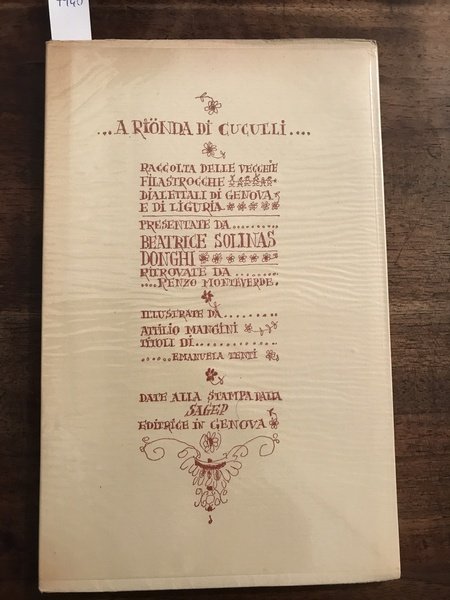 ... A RIÖNDA DI CUCULLI ....
RACCOLTA DELLE VECCHIE
FILASTROCCHE
DIALETTALI DI GENOVA
E DI LIGURIA
PRESENTATE DA ..........
BEATRICE SOLINAS
DONGHI
RITROVATE DA ......
.... RENZO MONTEVERDE.
ILLUSTRATE DA ........
ATTILIO MANGINI
TITOLI DI ............
...... EMANUELA TENTI
DATE ALLA STAMPA DALLA
SAGEP
EDITRICE IN GENOVA